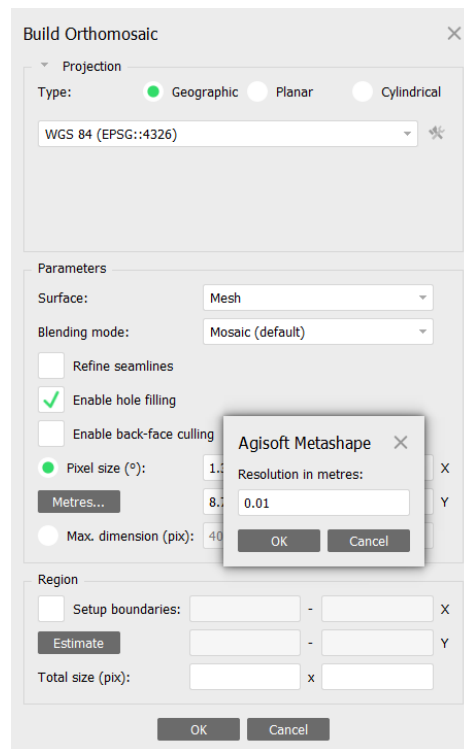 Build Orthomosaic
Projection
Type: Geographic Planar Cylindrical
WGS 84 (EPSG::4326)
Parameters
Surface: Mesh
Blending mode: Mosaic (default)
Refine seamlines
Enable hole filling
Enable back-face culling
Agisoft Metashape
Pixel size (°): X
Resolution in metres:
Metres... Y
0.01
Max. dimension (pix): 40
OK Cancel
Region
Setup boundaries: - X
Estimate - Y
Total size (pix): x
OK Cancel